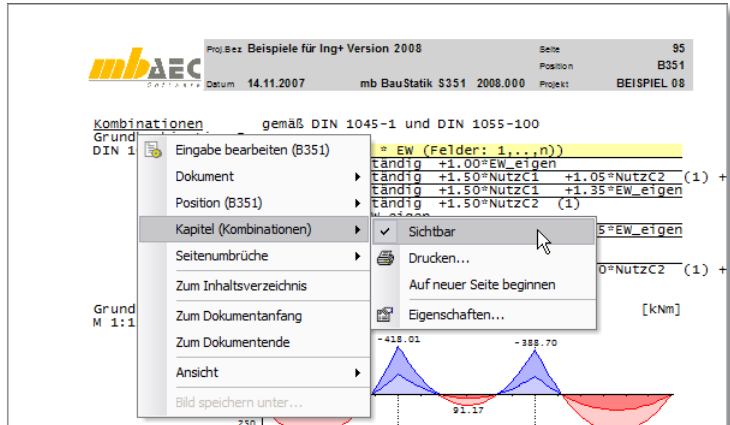 mbAEC
Software
Proj.Bez Beispiele für Ing+ Version 2008 Seite 95
Position B351
Datum 14.11.2007 mb BauStatik S351 2008.000 Projekt BEISPIEL 08
Kombinationen gemäß DIN 1045-1 und DIN 1055-100
Grund
DIN 1 * EW (Felder: 1,..,n))
tändig +1.00*EW_eigen
tändig +1.50*NutzC1 +1.05*NutzC2 (1) +
tändig +1.50*NutzC1 +1.35*EW_eigen
tändig +1.50*NutzC2 (1)
5*EW_eigen
0*NutzC2 (1) +
Eingabe bearbeiten (B351)
Dokument
Position (B351)
Kapitel (Kombinationen)
Seitenumbrüche
Zum Inhaltsverzeichnis
Zum Dokumentanfang
Zum Dokumentende
Ansicht
Bild speichern unter...
Sichtbar
Drucken...
Auf neuer Seite beginnen
Eigenschaften...
Grund [kNm]
M 1:1
-418.01 -388.70
91.17
250